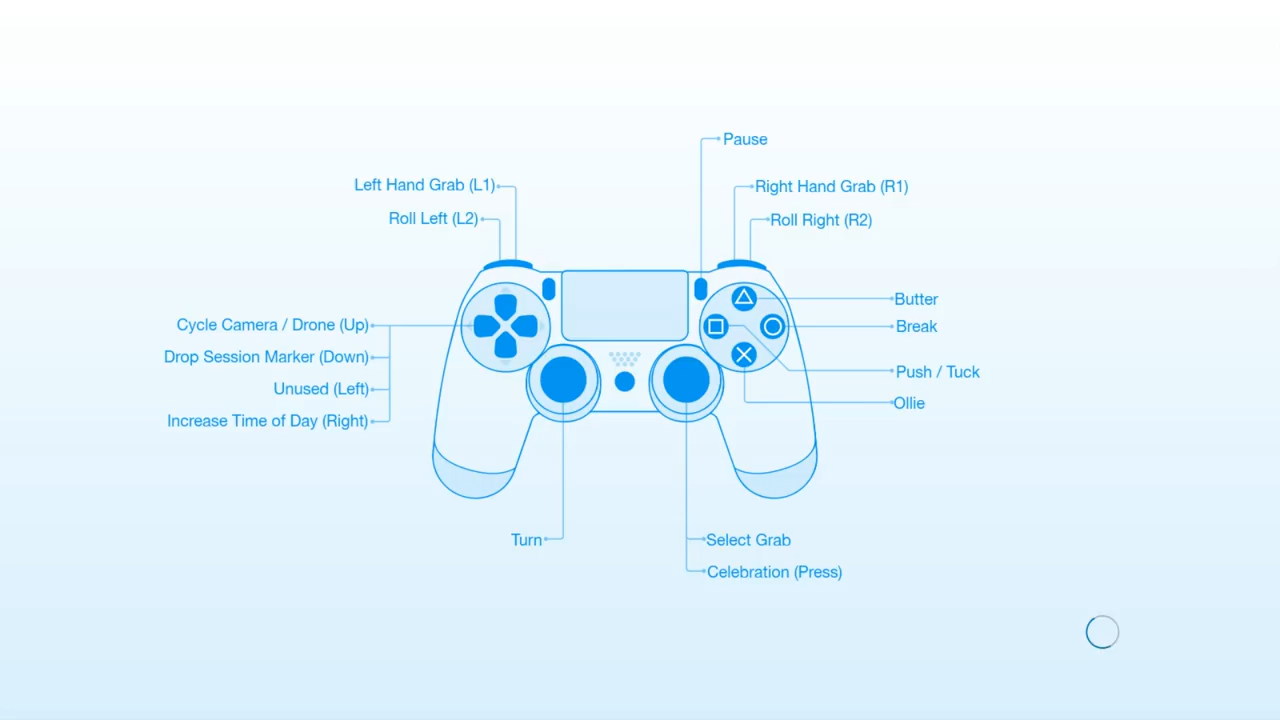 Pause
Left Hand Grab (L1)
Right Hand Grab (R1)
Roll Left (L2)
Roll Right (R2)
Butter
Cycle Camera / Drone (Up)
Break
Drop Session Marker (Down)
Push / Tuck
Unused (Left)
Ollie
Increase Time of Day (Right)
Turn
Select Grab
Celebration (Press)